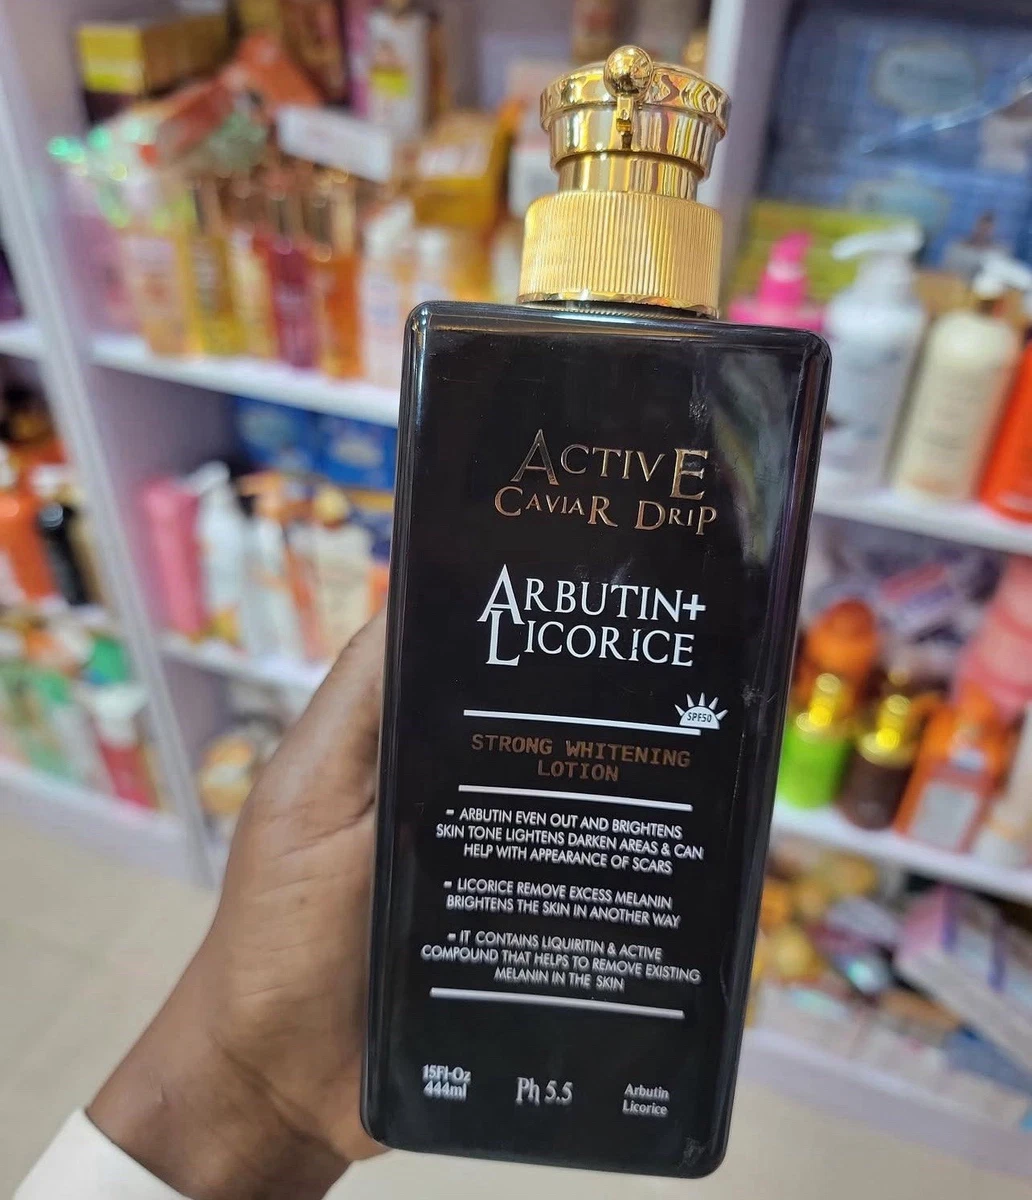 ACTIVE
CAVIAR DRIP
ARBUTIN+
LICORICE
SPF50
STRONG WHITENING
LOTION
- ARBUTIN EVEN OUT AND BRIGHTENS
SKIN TONE LIGHTENS DARKEN AREAS & CAN
HELP WITH APPEARANCE OF SCARS
- LICORICE REMOVE EXCESS MELANIN
BRIGHTENS THE SKIN IN ANOTHER WAY
- IT CONTAINS LIQUIRITIN & ACTIVE
COMPOUND THAT HELPS TO REMOVE EXISTING
MELANIN IN THE SKIN
15Fl-Oz
444ml
Ph 5.5
Arbutin
Licorice